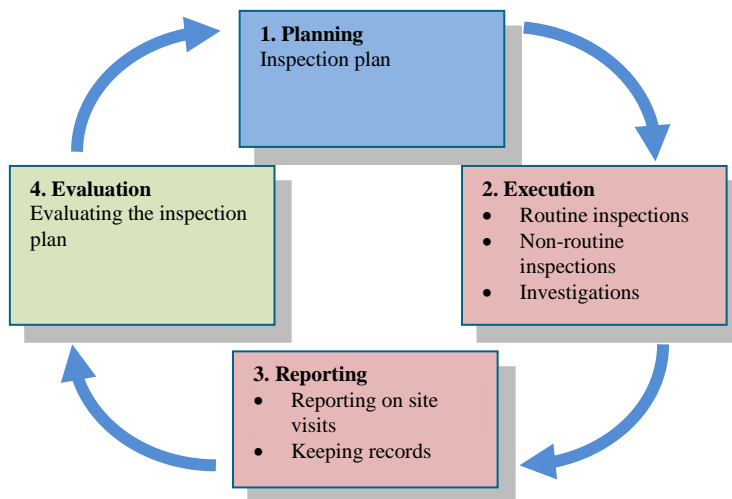 1. Planning
Inspection plan
2. Execution
• Routine inspections
• Non-routine
inspections
• Investigations
3. Reporting
• Reporting on site
visits
• Keeping records
4. Evaluation
Evaluating the inspection
plan